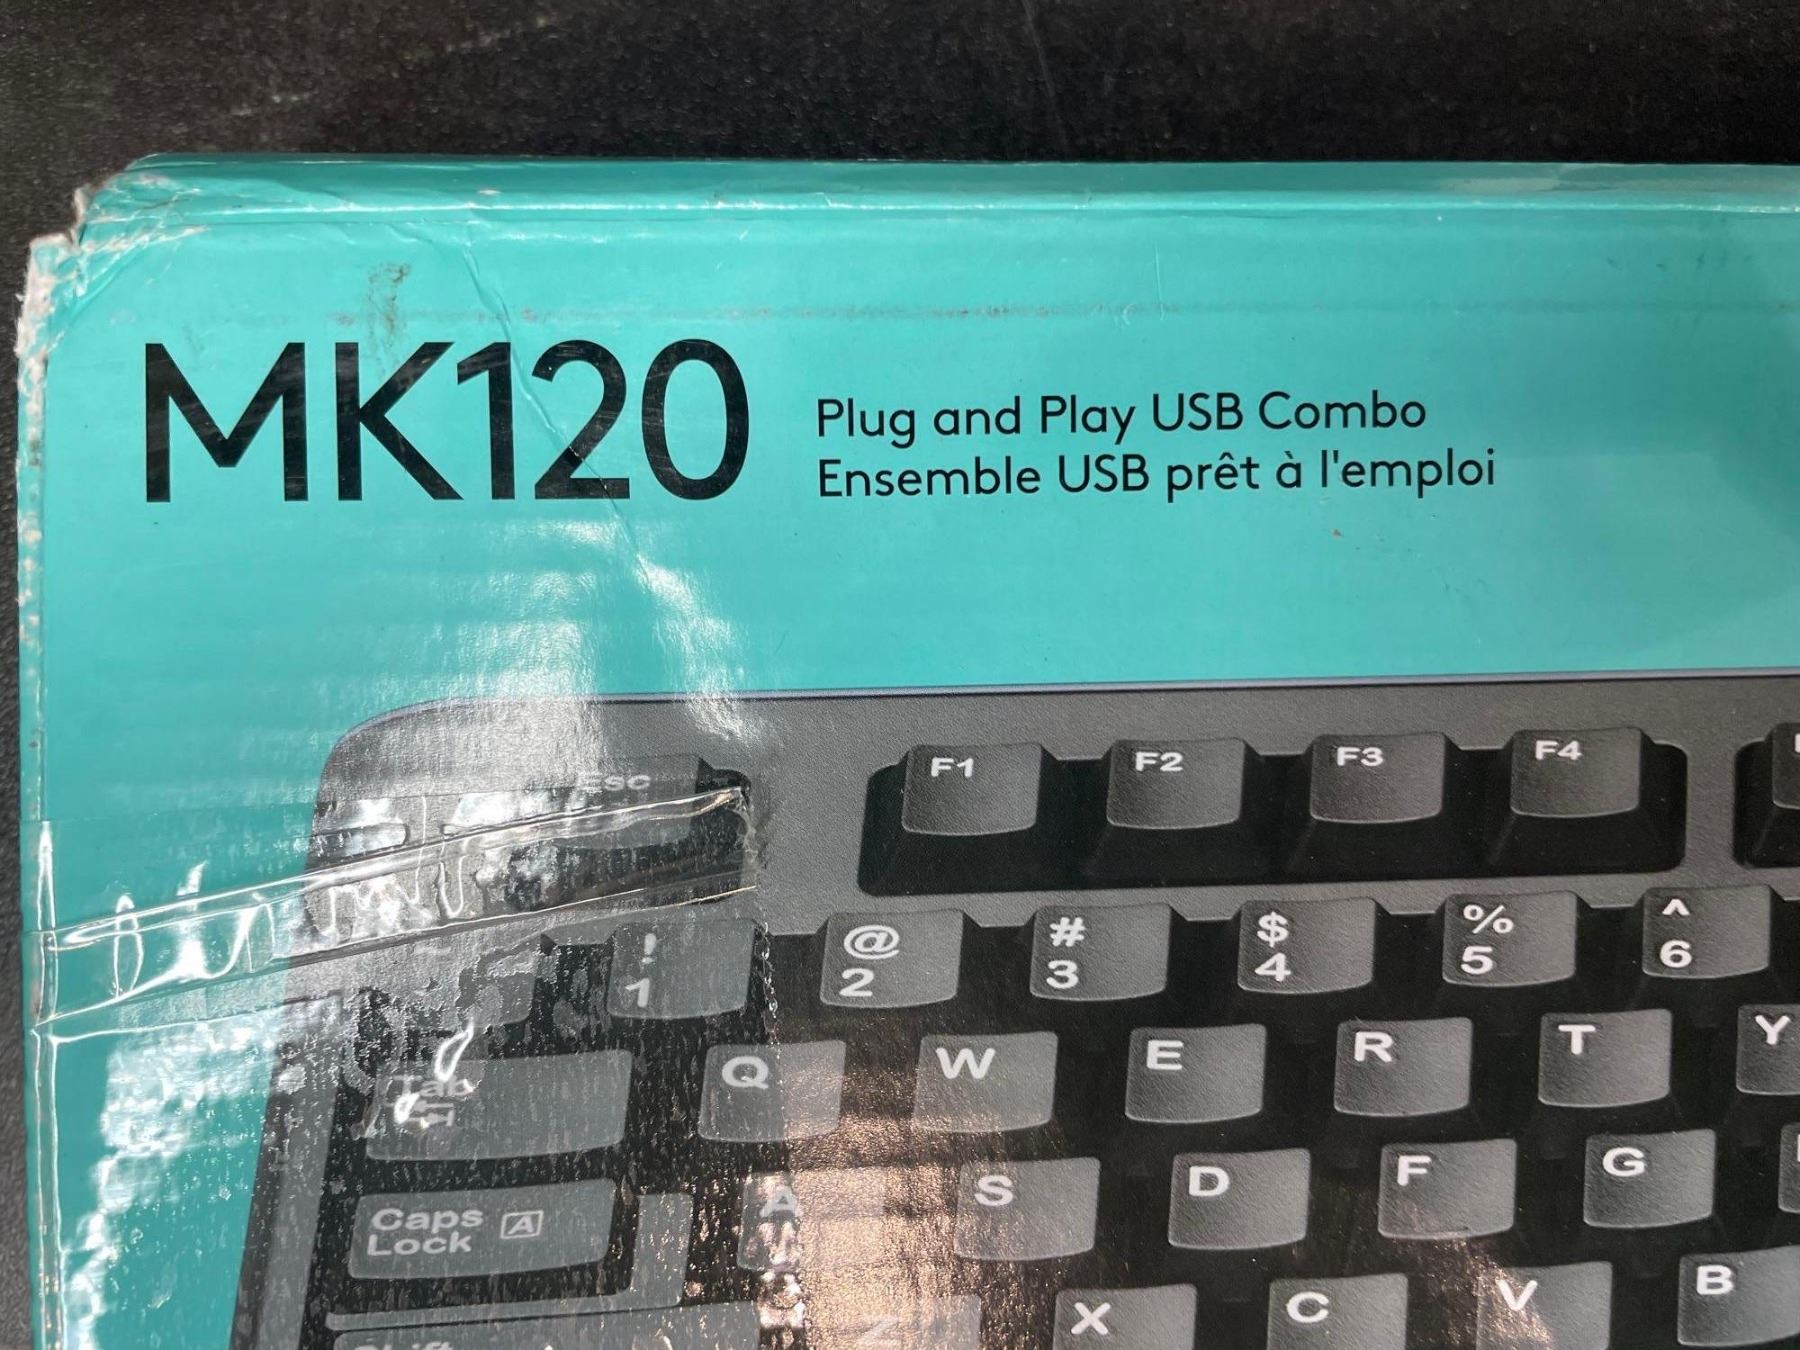 MK120
Plug and Play USB Combo
Ensemble USB prêt à l'emploi
Esc F1 F2 F3 F4
! @ # $ % ^
1 2 3 4 5 6
Tab Q W E R T Y
Caps A S D F G
Lock
Shift X C V B